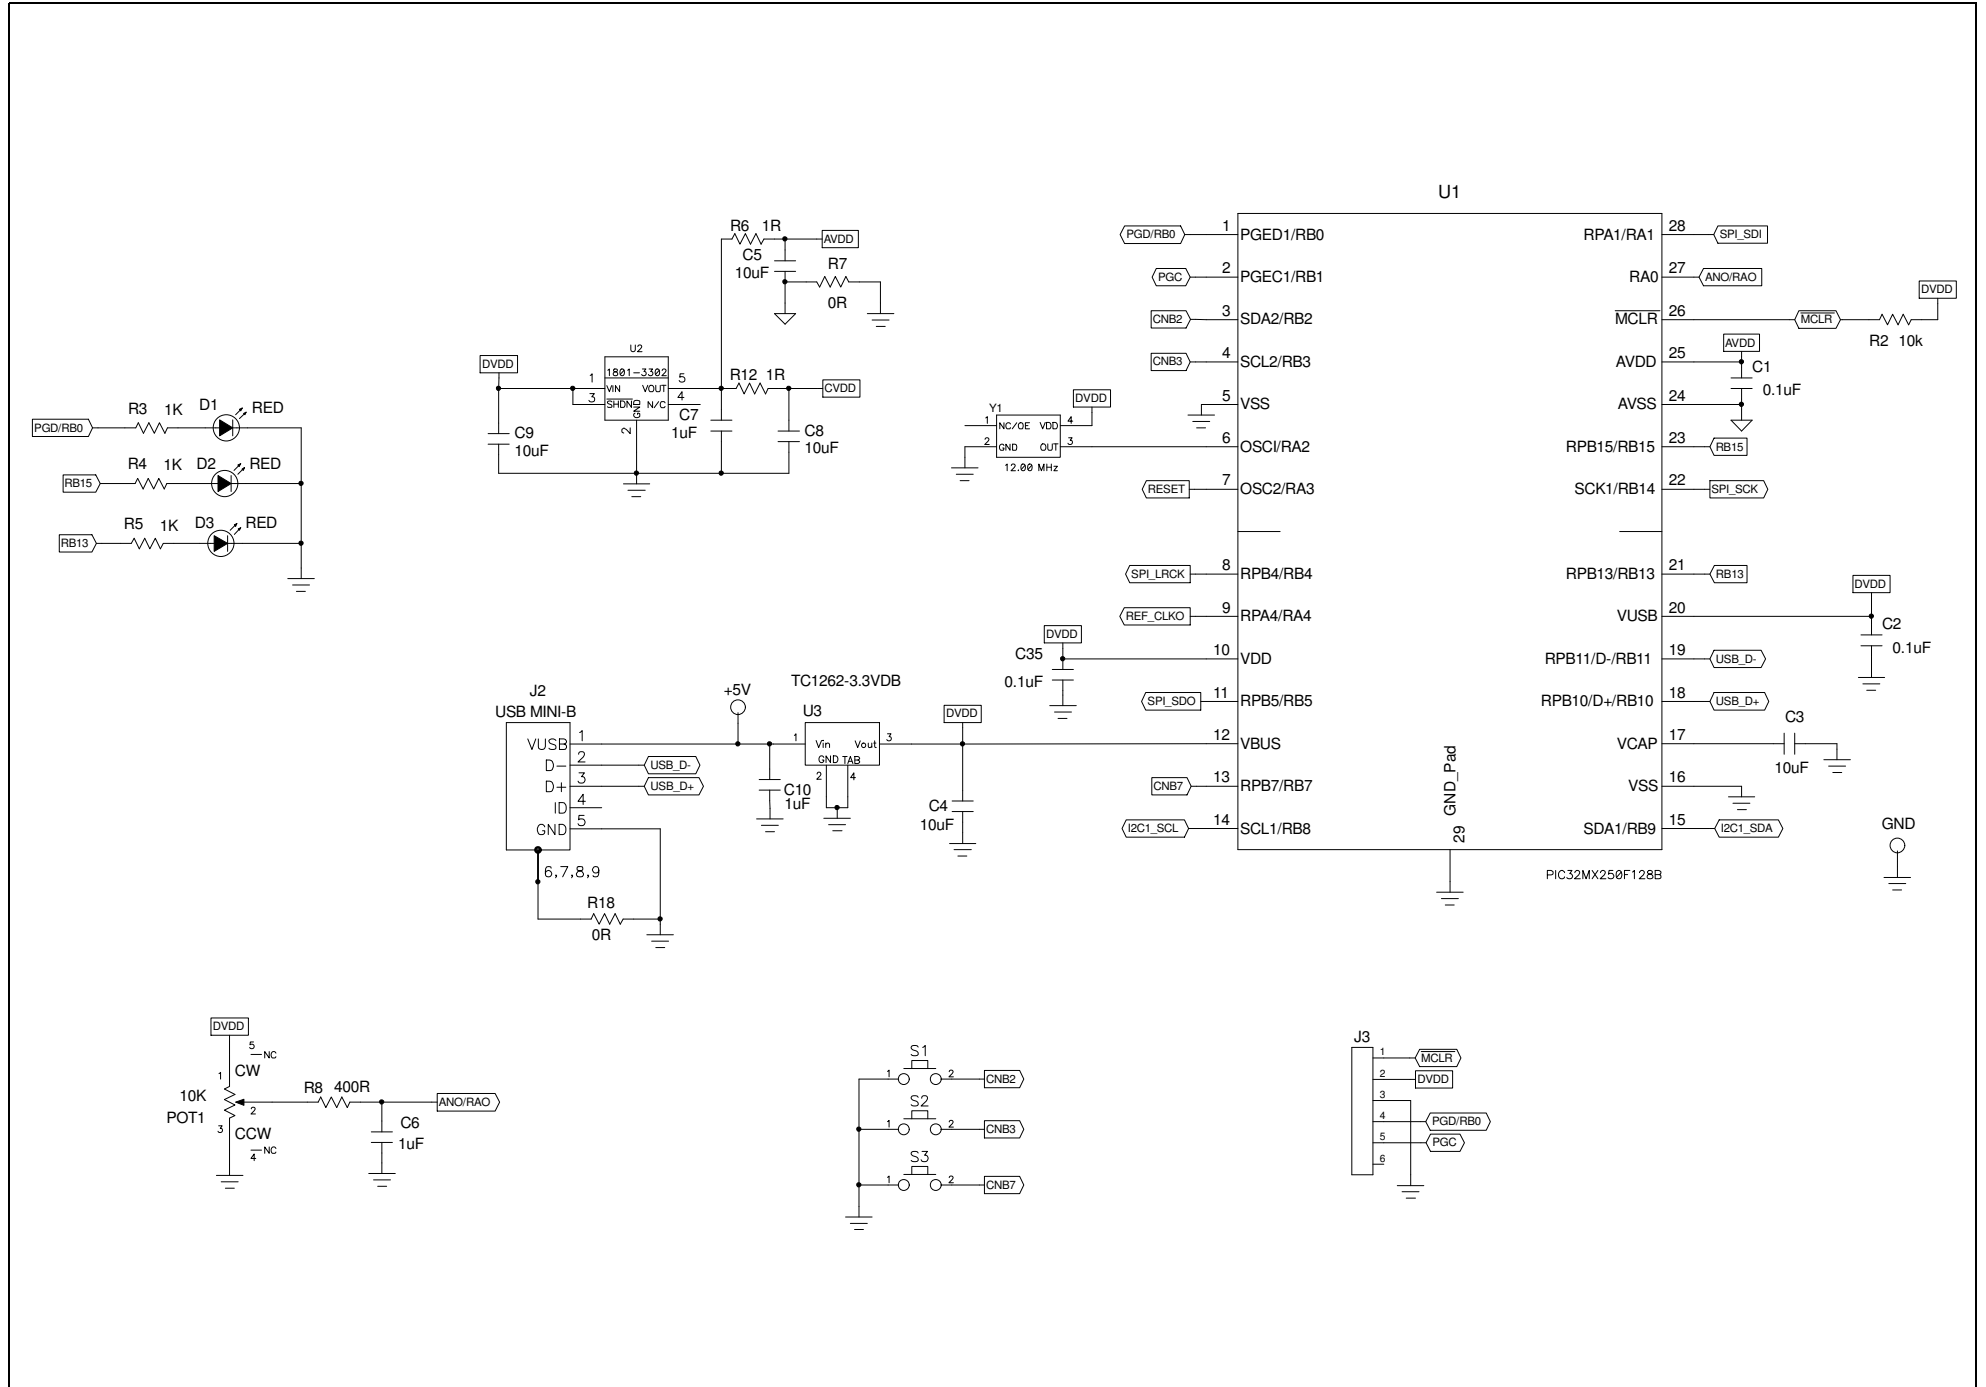 U1
PGD/RB0 1 PGED1/RB0 RPA1/RA1 28 SPI_SDI
PGC 2 PGEC1/RB1 RA0 27 ANO/RAO
CNB2 3 SDA2/RB2 MCLR 26 MCLR R2 10k DVDD
CNB3 4 SCL2/RB3 AVDD 25 AVDD C1 0.1uF
5 VSS AVSS 24
6 OSCI/RA2 RPB15/RB15 23 RB15
RESET 7 OSC2/RA3 SCK1/RB14 22 SPI_SCK
SPI_LRCK 8 RPB4/RB4 RPB13/RB13 21 RB13
REF_CLKO 9 RPA4/RA4 VUSB 20 DVDD C2 0.1uF
DVDD C35 0.1uF 10 VDD RPB11/D-/RB11 19 USB_D-
SPI_SDO 11 RPB5/RB5 RPB10/D+/RB10 18 USB_D+
12 VBUS VCAP 17 C3 10uF
CNB7 13 RPB7/RB7 VSS 16
I2C1_SCL 14 SCL1/RB8 SDA1/RB9 15 I2C1_SDA
GND_Pad 29
PIC32MX250F128B
GND
Y1
1 NC/OE VDD 4 DVDD
2 GND OUT 3
12.00 MHz
R6 1R AVDD
C5 10uF
R7 0R
U2
1801-3302
DVDD 1 VIN VOUT 5 R12 1R CVDD
3 SHDN GND N/C 4
2
C9 10uF
C7 1uF
C8 10uF
PGD/RB0 R3 1K D1 RED
RB15 R4 1K D2 RED
RB13 R5 1K D3 RED
J2
USB MINI-B
VUSB 1
D- 2 USB_D-
D+ 3 USB_D+
ID 4
GND 5
6,7,8,9
R18
0R
+5V
C10 1uF
TC1262-3.3VDB
U3
1 Vin Vout 3
GND TAB
2 4
DVDD
C4 10uF
DVDD
5 NC
1 CW
10K
POT1
2
3 CCW
4 NC
R8 400R
C6 1uF
ANO/RAO
S1
1 2 CNB2
S2
1 2 CNB3
S3
1 2 CNB7
J3
1 MCLR
2 DVDD
3
4 PGD/RB0
5 PGC
6